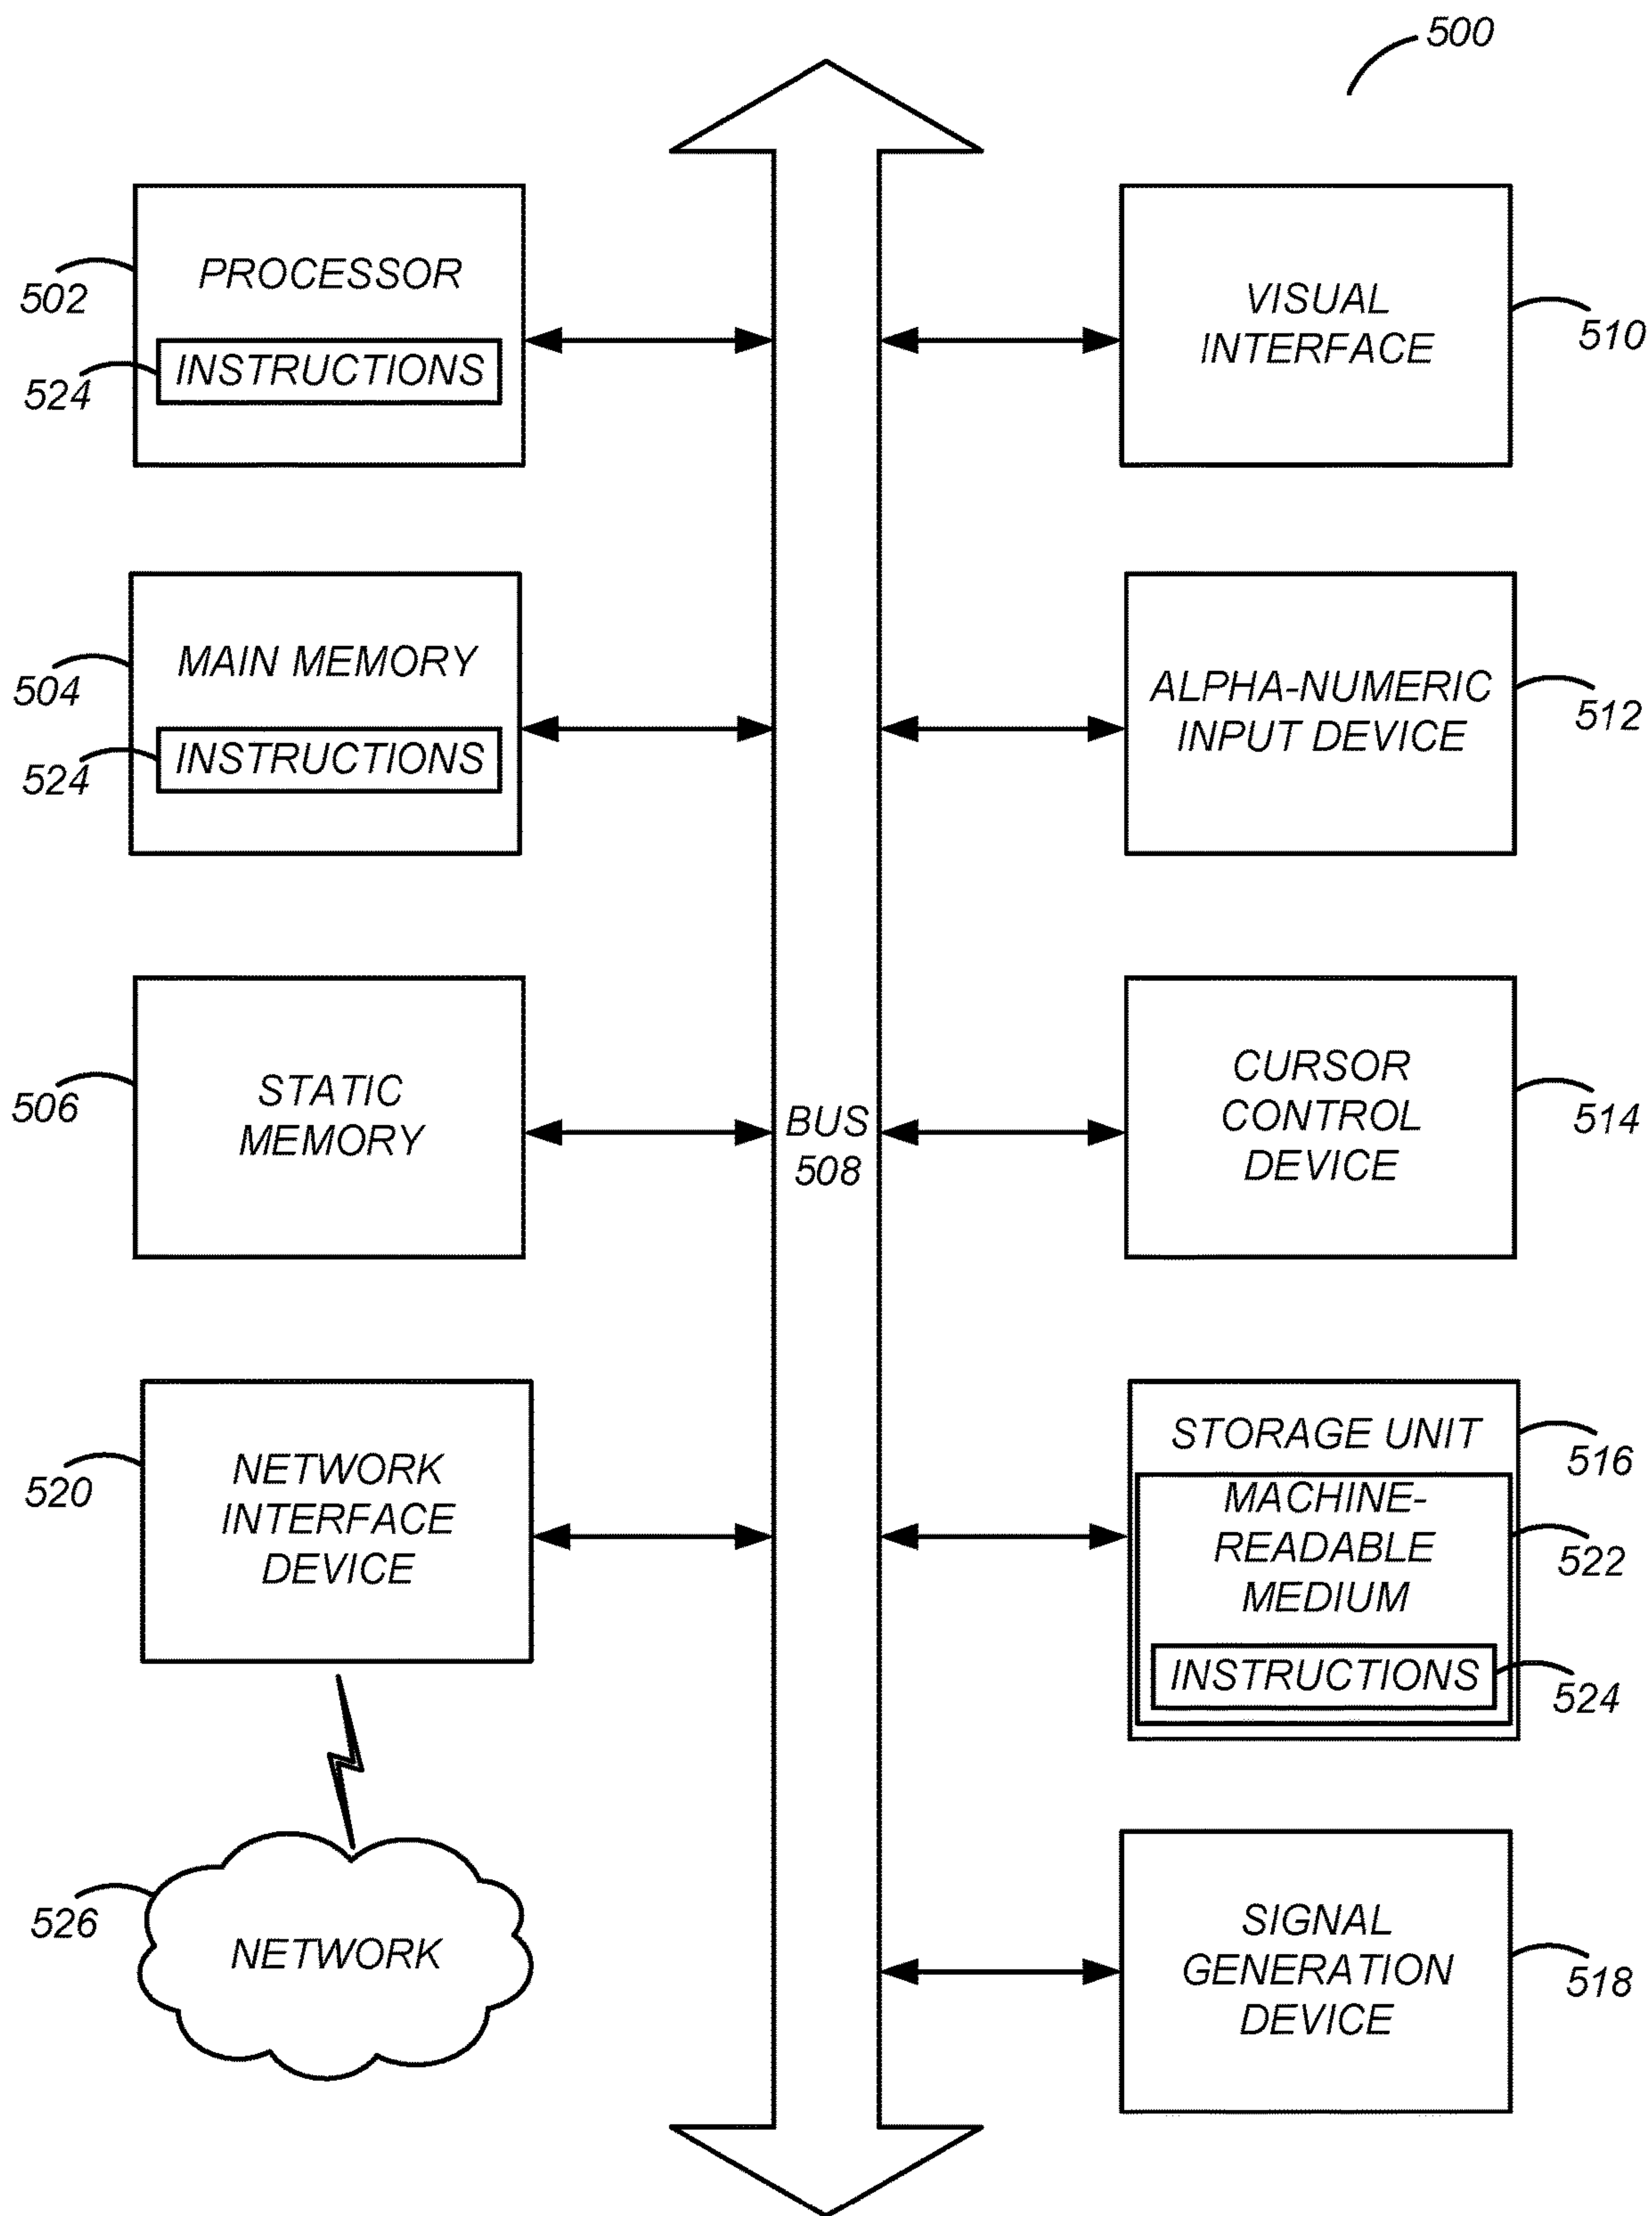 500
PROCESSOR
502
INSTRUCTIONS
524
VISUAL
INTERFACE
510
MAIN MEMORY
504
INSTRUCTIONS
524
ALPHA-NUMERIC
INPUT DEVICE
512
STATIC
MEMORY
506
BUS
508
CURSOR
CONTROL
DEVICE
514
NETWORK
INTERFACE
DEVICE
520
STORAGE UNIT
516
MACHINE-
READABLE
MEDIUM
522
INSTRUCTIONS
524
NETWORK
526
SIGNAL
GENERATION
DEVICE
518